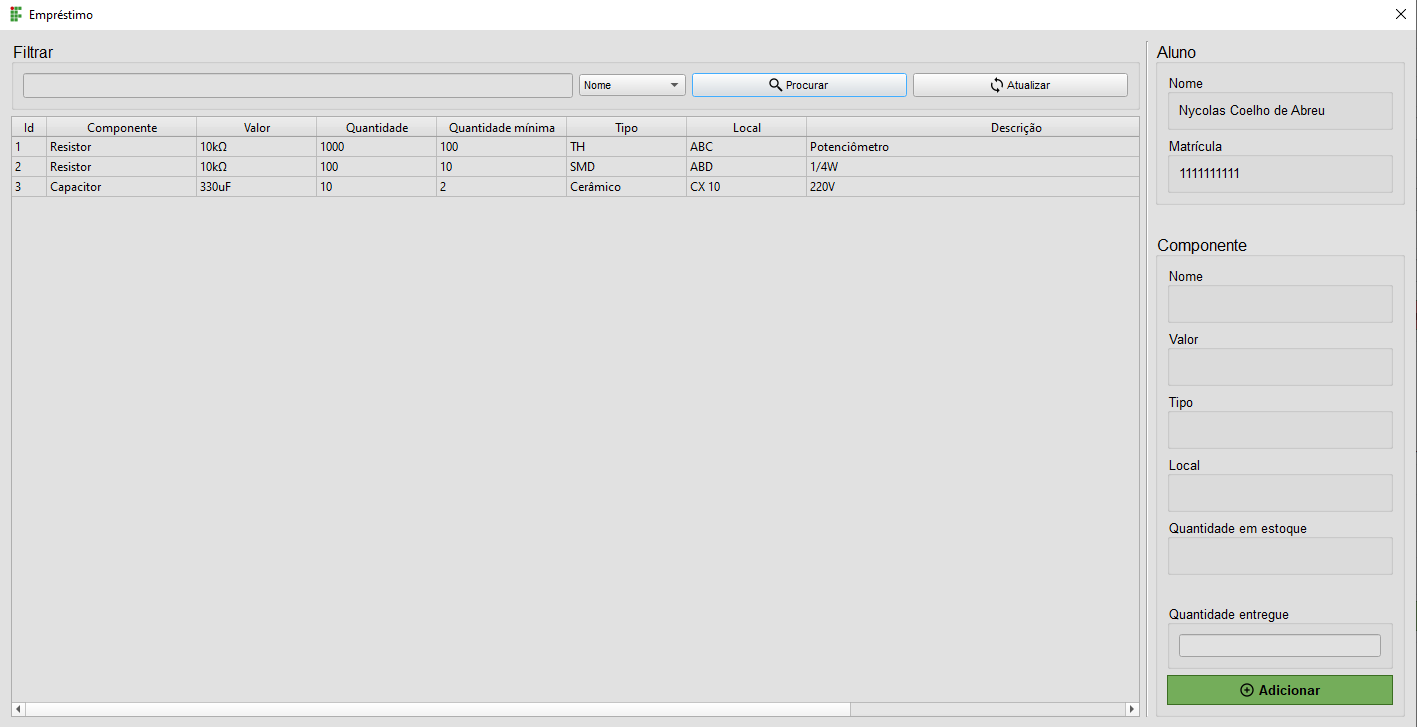 Empréstimo
Filtrar
Nome Procurar Atualizar
Id Componente Valor Quantidade Quantidade mínima Tipo Local Descrição
1 Resistor 10kΩ 1000 100 TH ABC Potenciômetro
2 Resistor 10kΩ 100 10 SMD ABD 1/4W
3 Capacitor 330uF 10 2 Cerâmico CX 10 220V
Aluno
Nome
Nycolas Coelho de Abreu
Matrícula
1111111111
Componente
Nome
Valor
Tipo
Local
Quantidade em estoque
Quantidade entregue
Adicionar